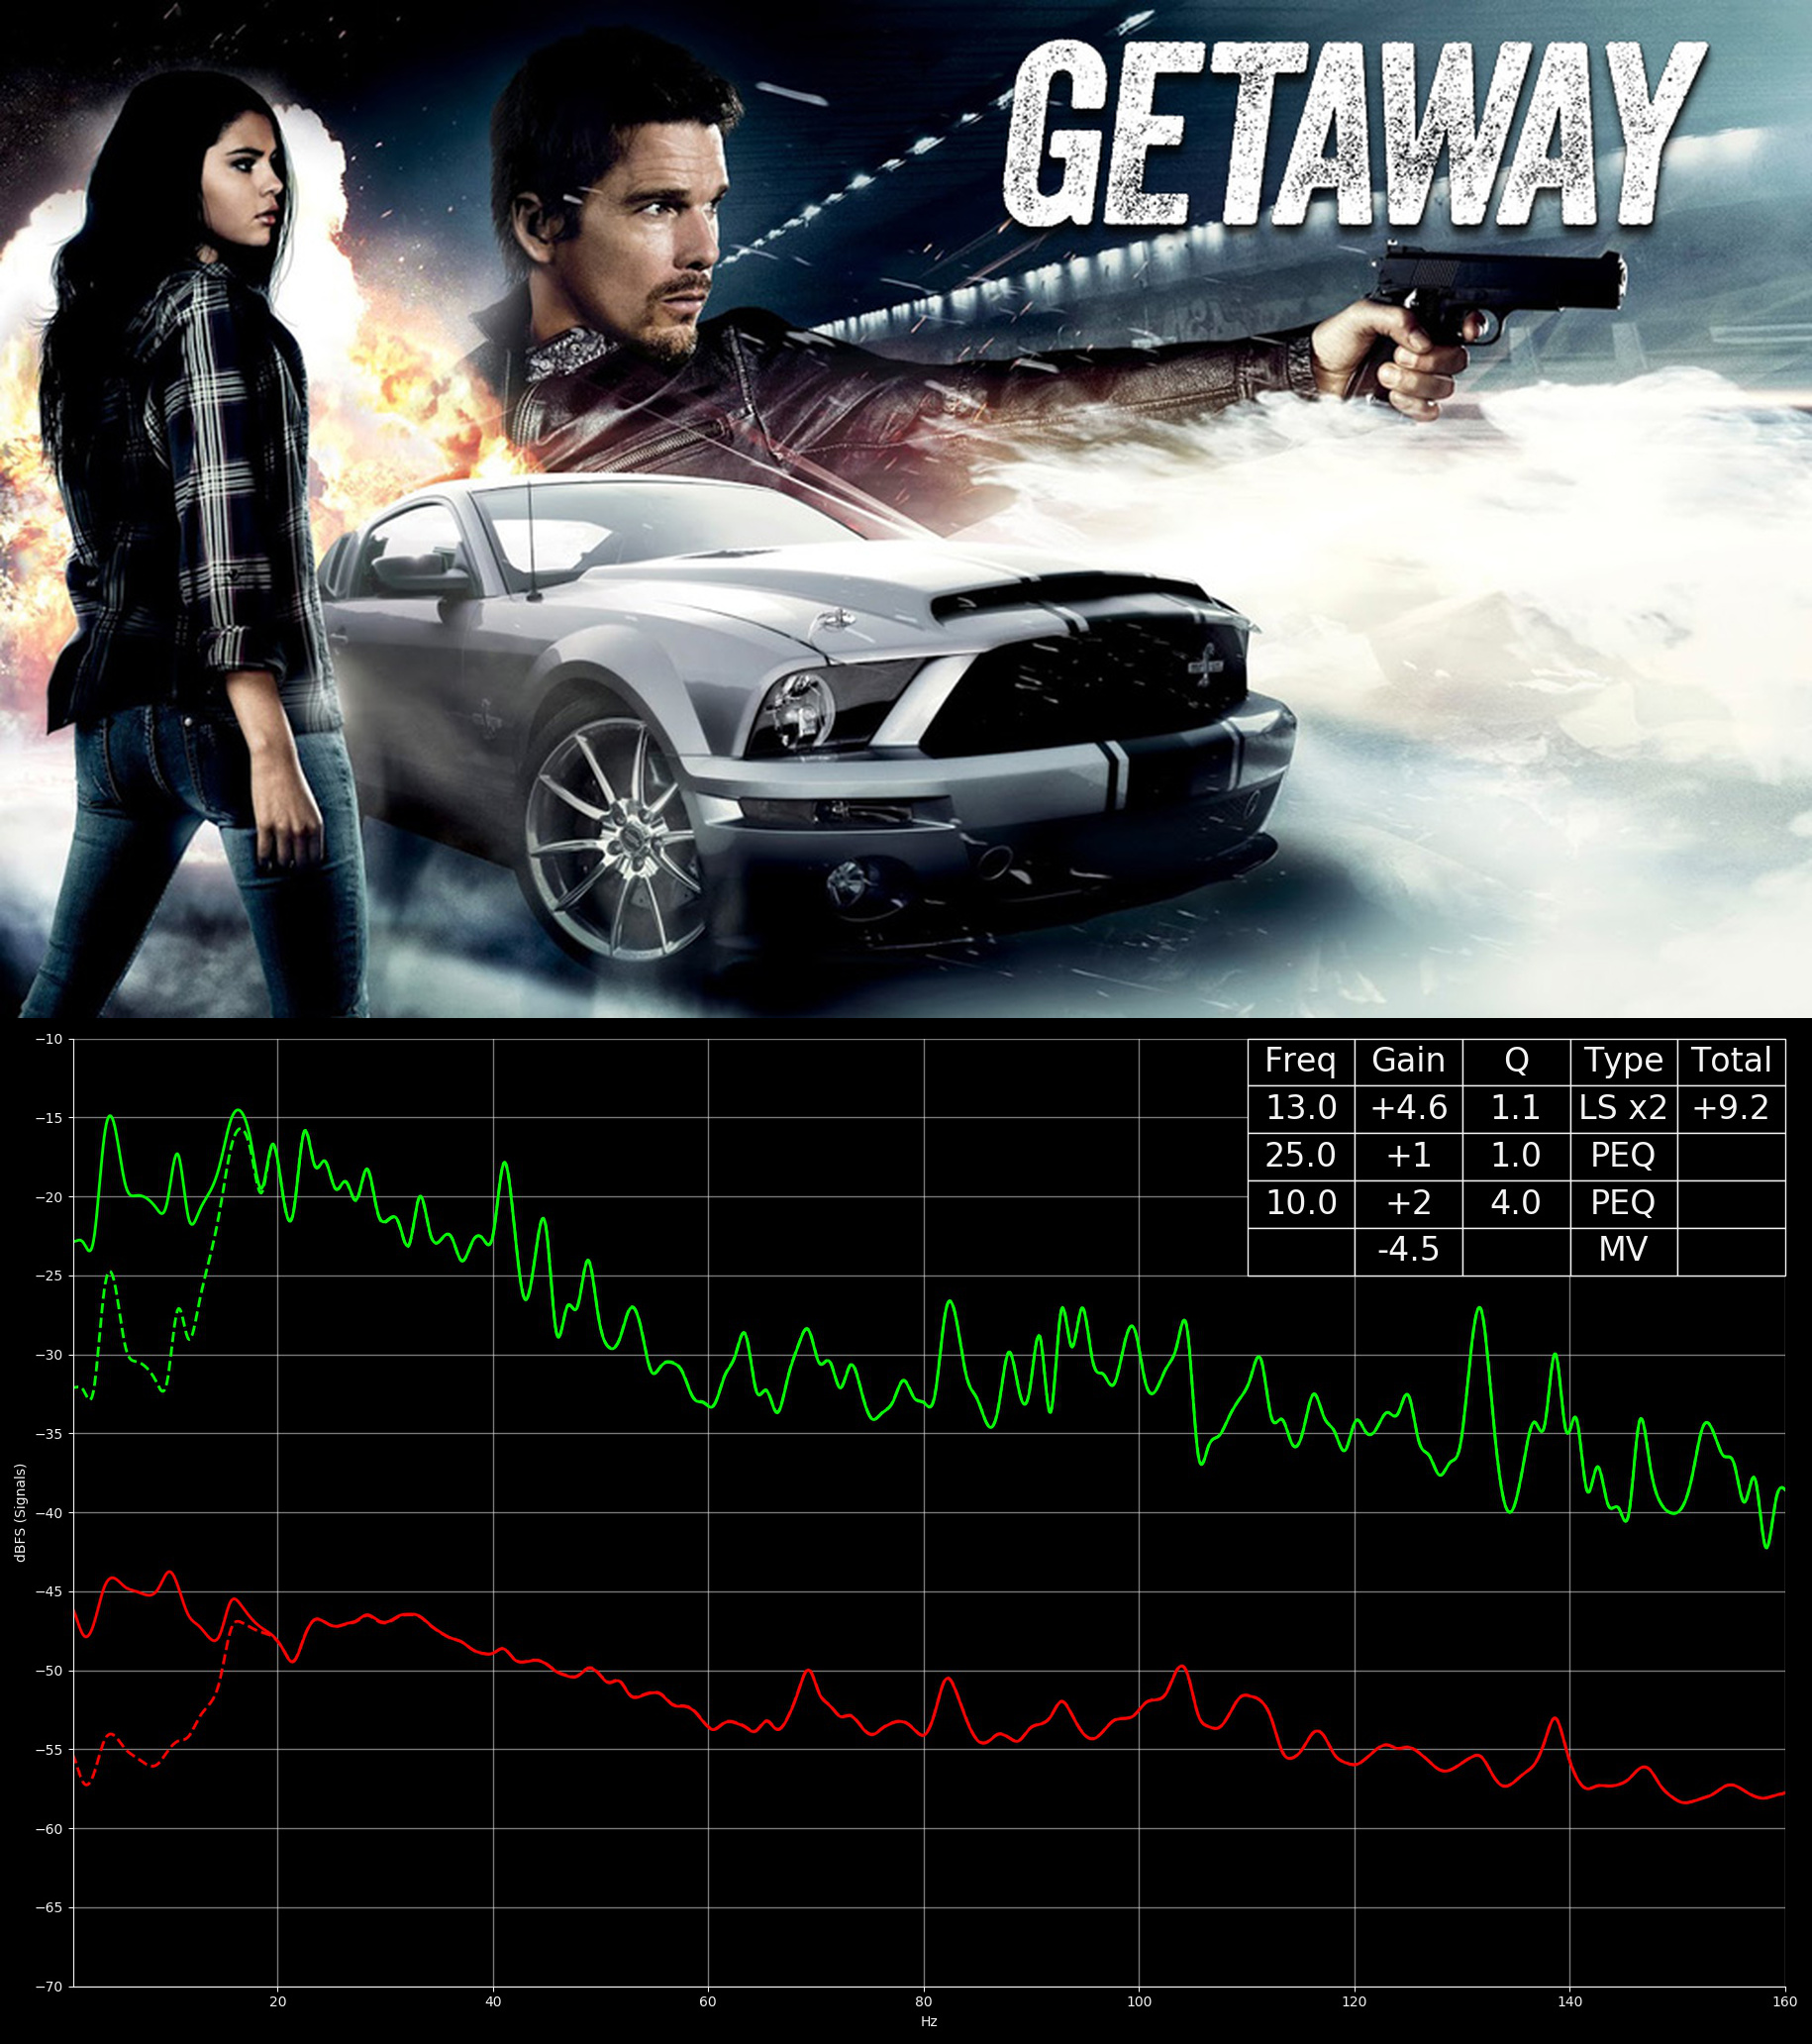 GETAWAY
Freq Gain Q Type Total
13.0 +4.6 1.1 LS x2 +9.2
25.0 +1 1.0 PEQ
10.0 +2 4.0 PEQ
-4.5 MV
−10
−15
−20
−25
−30
−35
−40
−45
−50
−55
−60
−65
−70
dBFS (Signals)
20 40 60 80 100 120 140 160
Hz